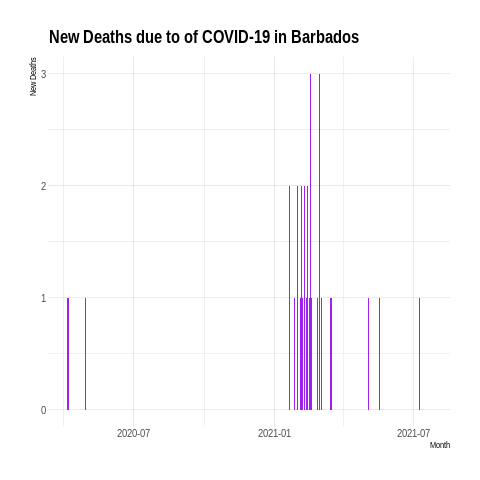 New Deaths due to of COVID-19 in Barbados
New Deaths
3
2
1
0
2020-07
2021-01
2021-07
Month